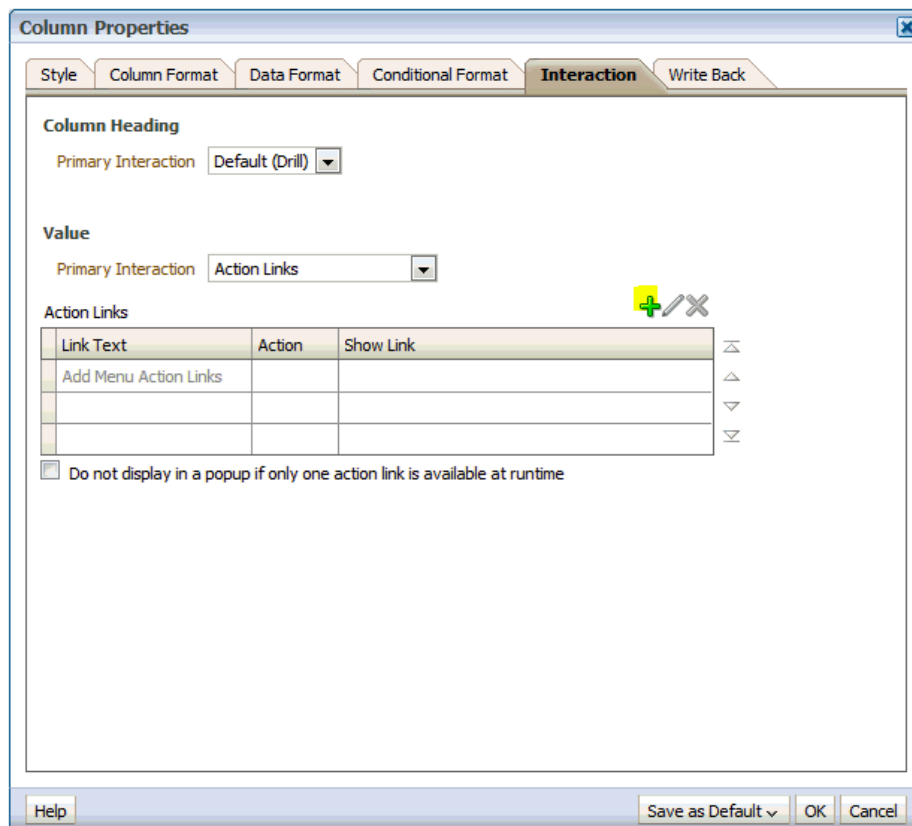 Column Properties
Style Column Format Data Format Conditional Format Interaction Write Back
Column Heading
Primary Interaction Default (Drill)
Value
Primary Interaction Action Links
Action Links
Link Text Action Show Link
Add Menu Action Links
Do not display in a popup if only one action link is available at runtime
Help Save as Default OK Cancel